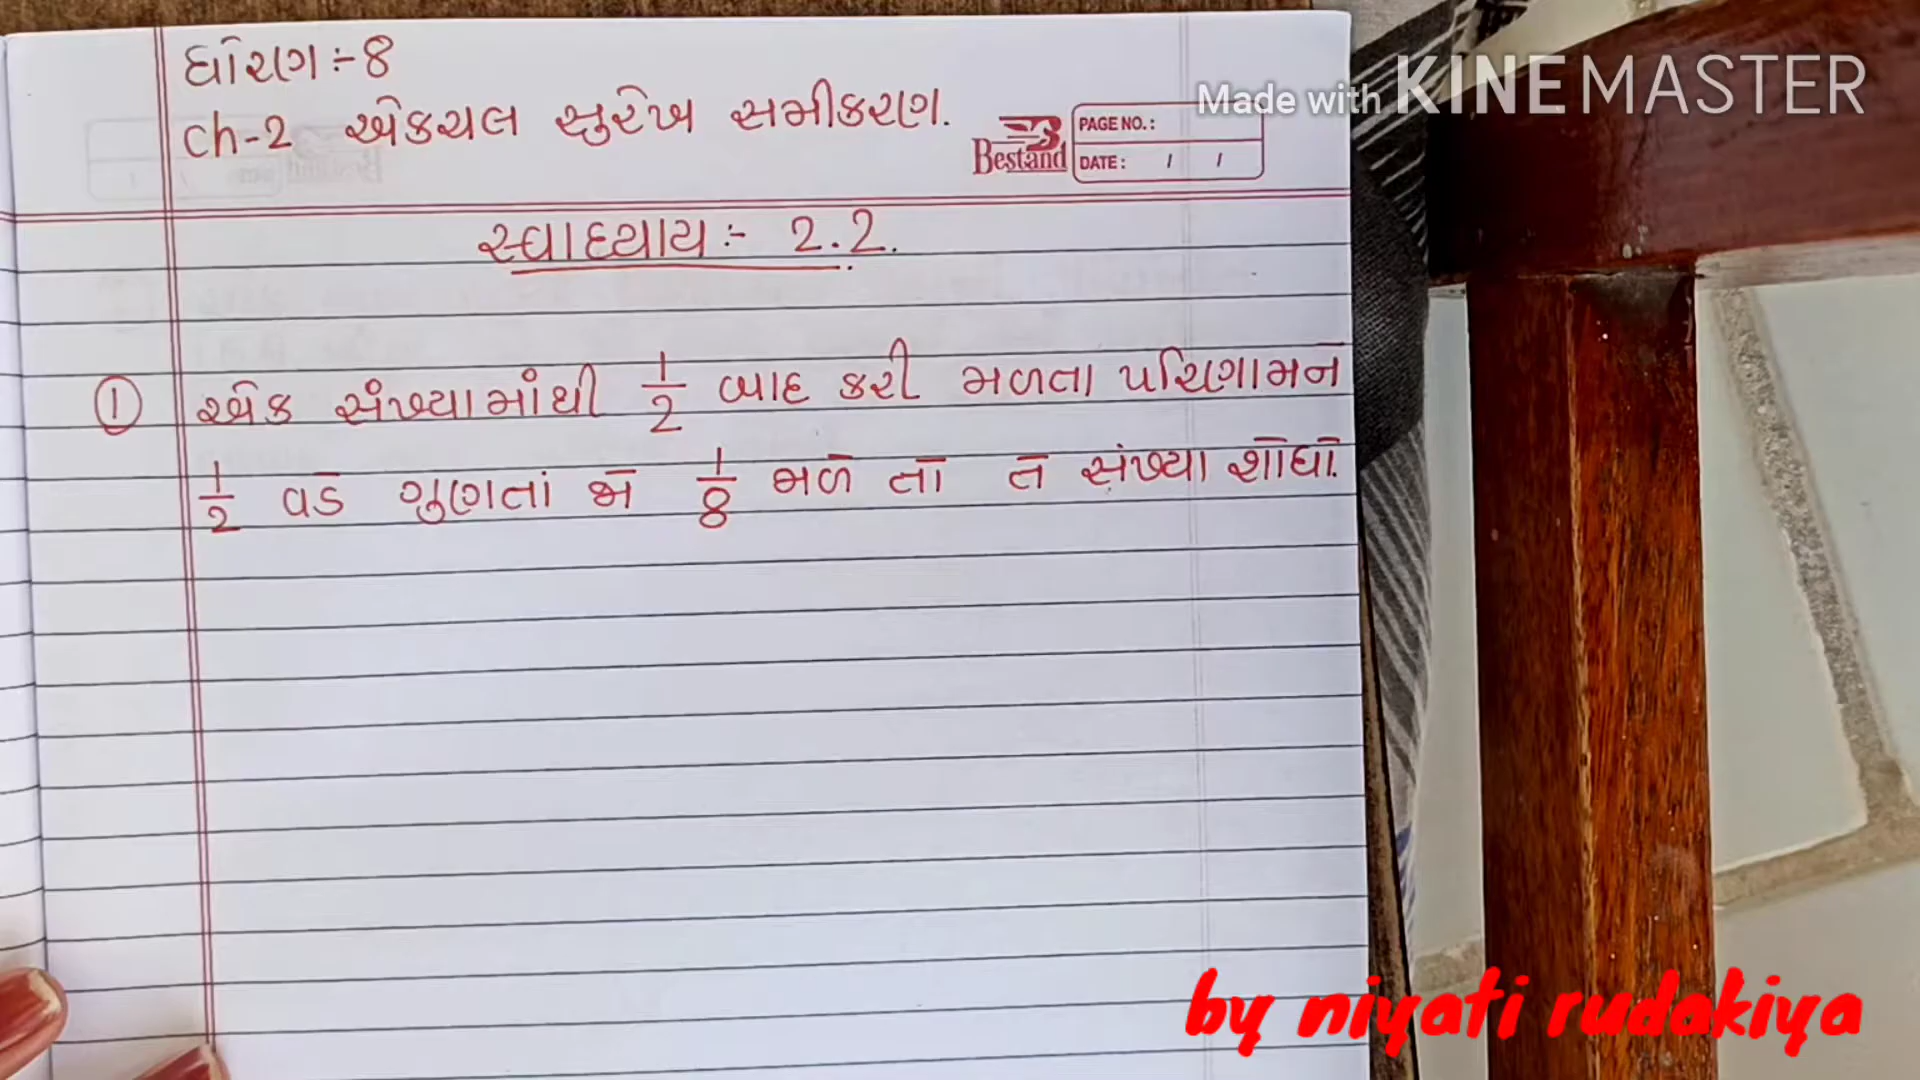 ધોરણ :- 8
Ch-2 એકચલ સુરેખ સમીકરણ.
Made with KINEMASTER
Bestand
PAGE NO.:
DATE: / /
સ્વાધ્યાય :- 2.2.
① એક સંખ્યામાંથી 1/2 બાદ કરી મળતા પરિણામને
1/2 વડે ગુણતાં જો 1/8 મળે તો તે સંખ્યા શોધો.
by niyati rudakiya